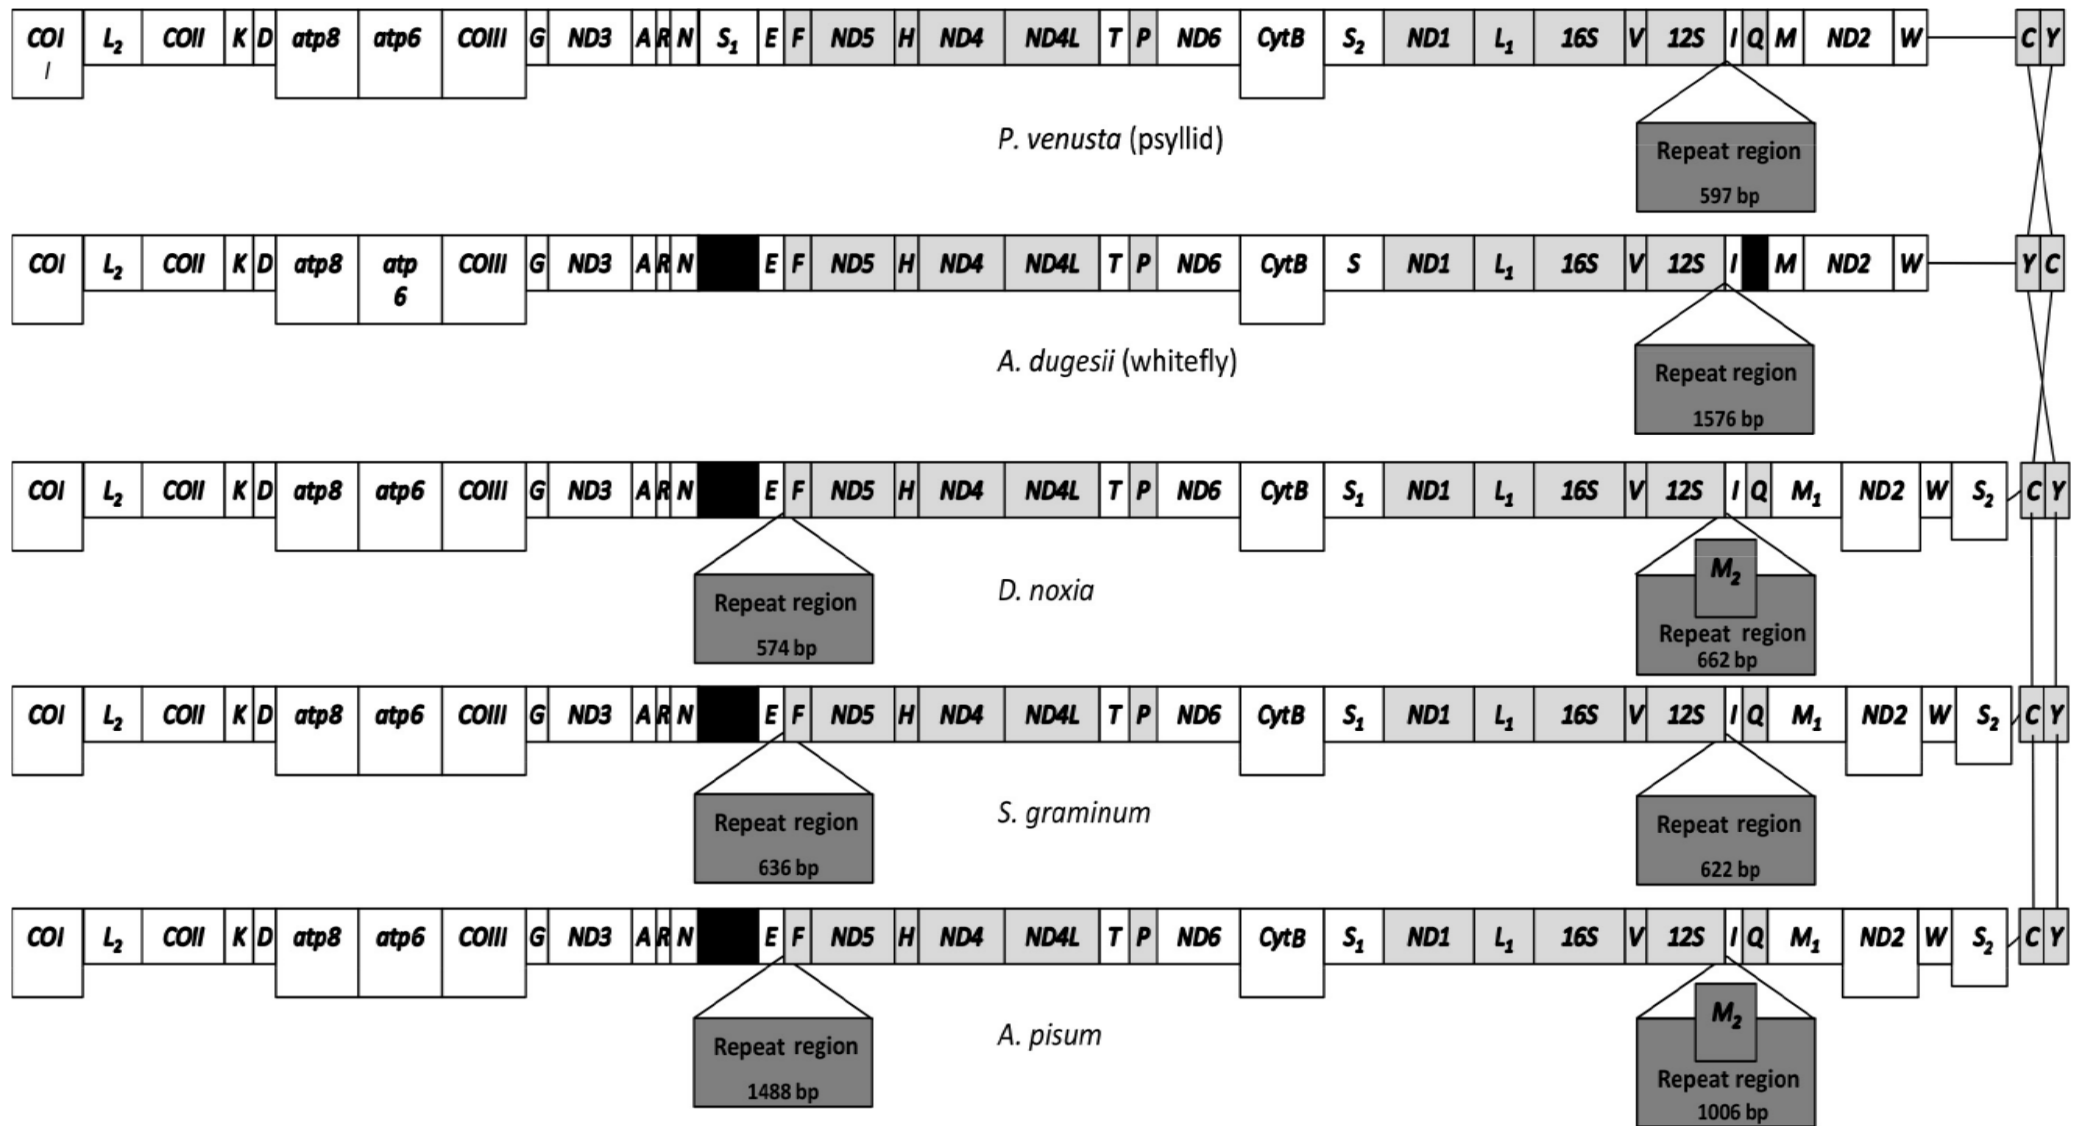 COI L₂ COII K D atp8 atp6 COIII G ND3 A R N S₁ E F ND5 H ND4 ND4L T P ND6 CytB S₂ ND1 L₁ 16S V 12S I Q M ND2 W C Y
I
P. venusta (psyllid)
Repeat region
597 bp
COI L₂ COII K D atp8 atp COIII G ND3 A R N E F ND5 H ND4 ND4L T P ND6 CytB S ND1 L₁ 16S V 12S I M ND2 W Y C
6
A. dugesii (whitefly)
Repeat region
1576 bp
COI L₂ COII K D atp8 atp6 COIII G ND3 A R N E F ND5 H ND4 ND4L T P ND6 CytB S₁ ND1 L₁ 16S V 12S I Q M₁ ND2 W S₂ C Y
Repeat region
574 bp
D. noxia
M₂
Repeat region
662 bp
COI L₂ COII K D atp8 atp6 COIII G ND3 A R N E F ND5 H ND4 ND4L T P ND6 CytB S₁ ND1 L₁ 16S V 12S I Q M₁ ND2 W S₂ C Y
Repeat region
636 bp
S. graminum
Repeat region
622 bp
COI L₂ COII K D atp8 atp6 COIII G ND3 A R N E F ND5 H ND4 ND4L T P ND6 CytB S₁ ND1 L₁ 16S V 12S I Q M₁ ND2 W S₂ C Y
Repeat region
1488 bp
A. pisum
M₂
Repeat region
1006 bp